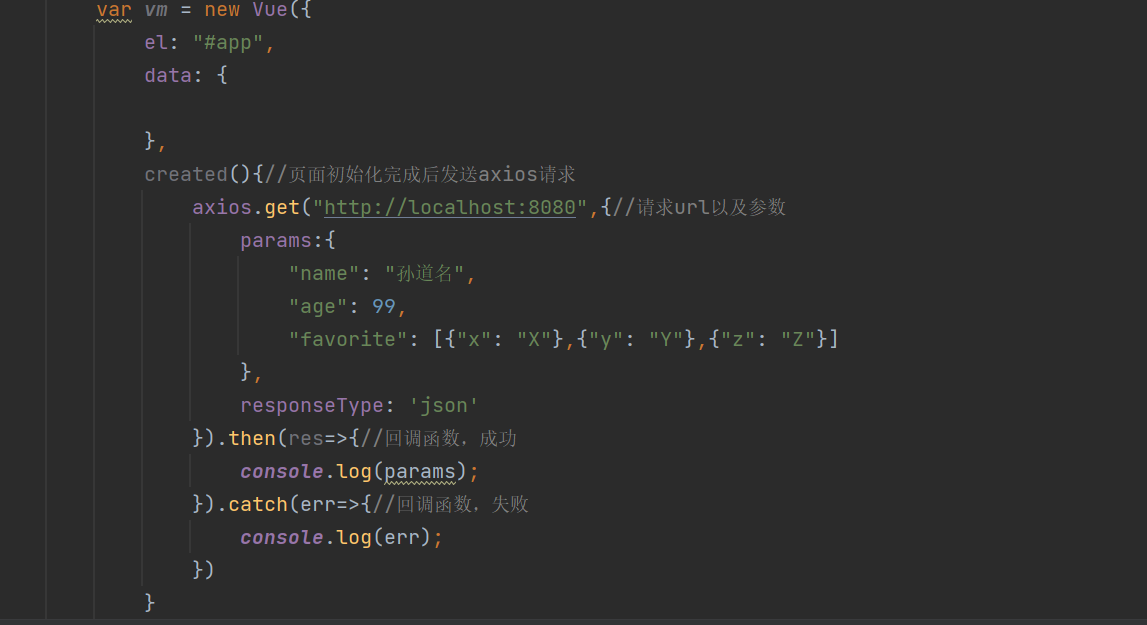 var vm = new Vue({
el: "#app",
data: {
},
created(){//页面初始化完成后发送axios请求
axios.get("http://localhost:8080",{//请求url以及参数
params:{
"name": "孙道名",
"age": 99,
"favorite": [{"x": "X"},{"y": "Y"},{"z": "Z"}]
},
responseType: 'json'
}).then(res=>{//回调函数，成功
console.log(params);
}).catch(err=>{//回调函数，失败
console.log(err);
})
}